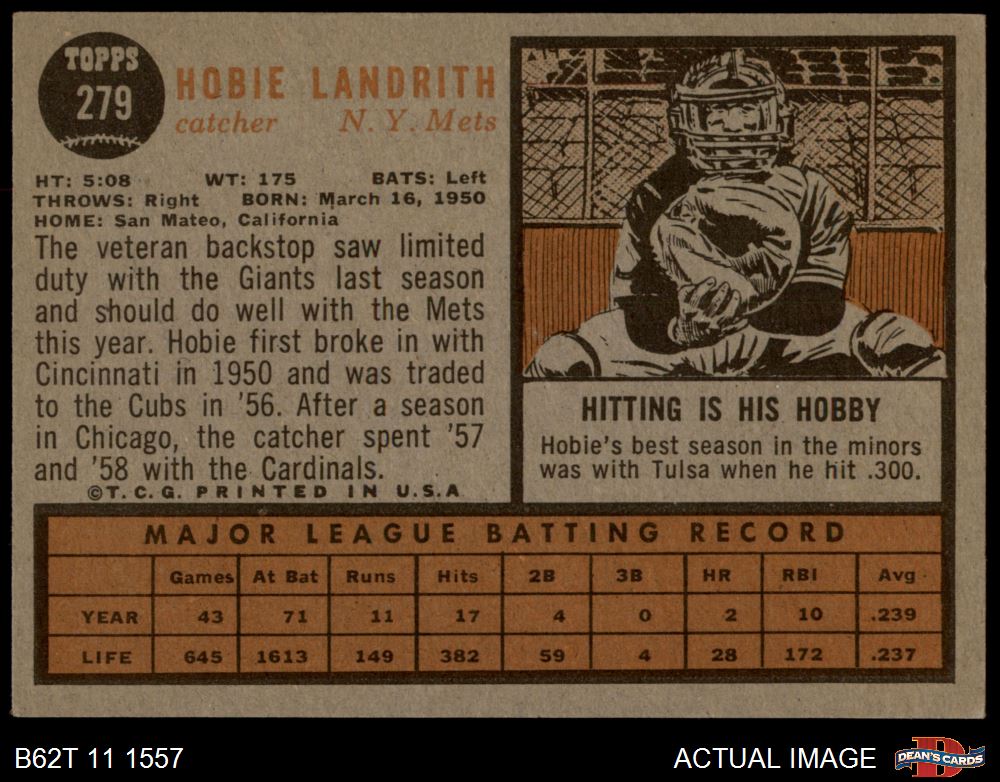 TOPPS
279
HOBIE LANDRITH
catcher N. Y. Mets
HT: 5:08 WT: 175 BATS: Left
THROWS: Right BORN: March 16, 1950
HOME: San Mateo, California
The veteran backstop saw limited
duty with the Giants last season
and should do well with the Mets
this year. Hobie first broke in with
Cincinnati in 1950 and was traded
to the Cubs in '56. After a season
in Chicago, the catcher spent '57
and '58 with the Cardinals.
©T. C. G. PRINTED IN U.S.A
HITTING IS HIS HOBBY
Hobie's best season in the minors
was with Tulsa when he hit .300.
MAJOR LEAGUE BATTING RECORD
Games At Bat Runs Hits 2B 3B HR RBI Avg.
YEAR 43 71 11 17 4 0 2 10 .239
LIFE 645 1613 149 382 59 4 28 172 .237
B62T 11 1557 ACTUAL IMAGE
D
DEAN'S CARDS